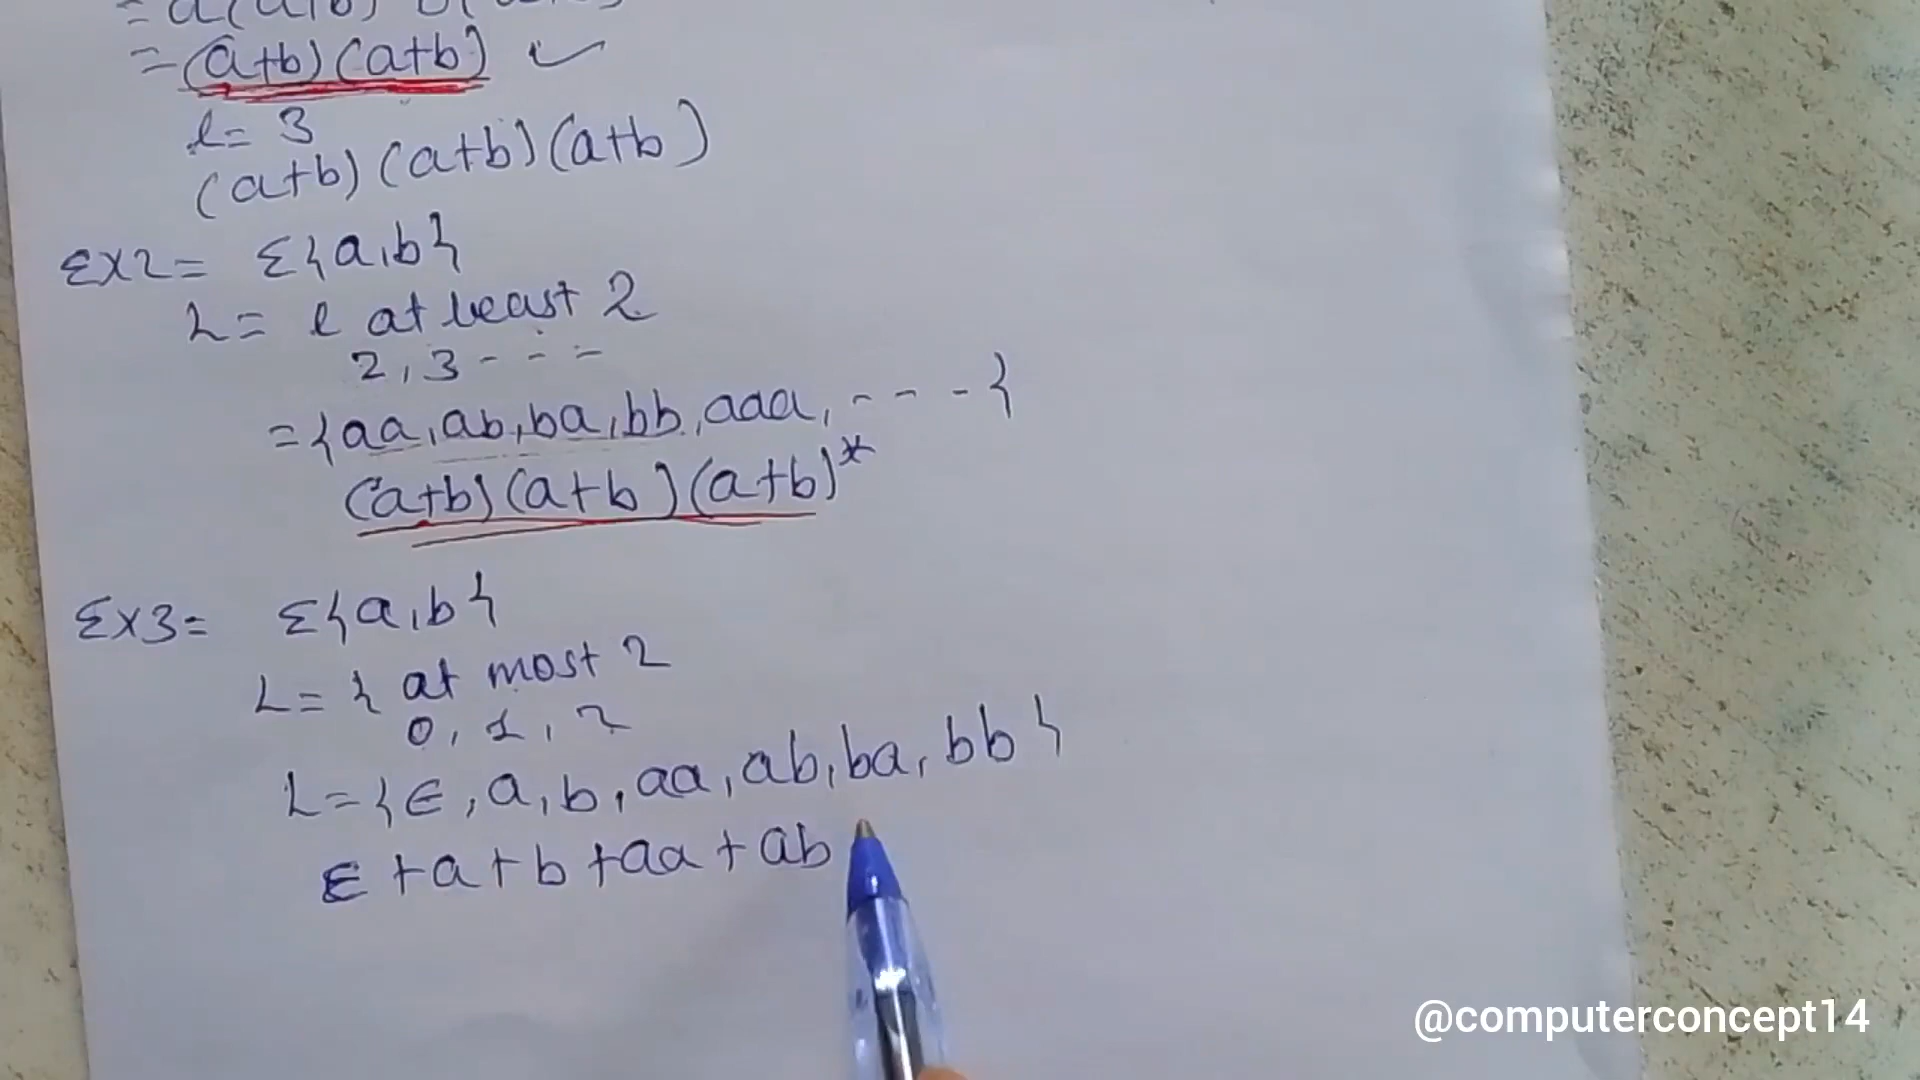 =(a+b)(a+b)
l= 3
(a+b)(a+b)(a+b)
Ex2= Σ{a,b}
L= l at least 2
2,3---
={aa,ab,ba,bb,aaa,----}
(a+b)(a+b)(a+b)*
Ex3= Σ{a,b}
L={ at most 2
0,1,2
L={ϵ,a,b,aa,ab,ba,bb}
ε+a+b+aa+ab
@computerconcept14